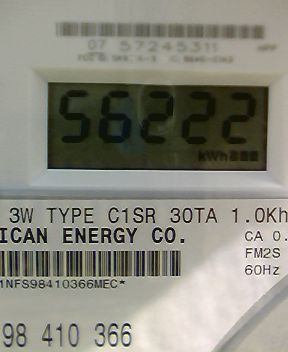 07 57245311
56222
kWh
3W TYPE C1SR 30TA 1.0Kh
ICAN ENERGY CO.
CA 0.
FM2S
60Hz
1NFS98410366MEC*
98 410 366